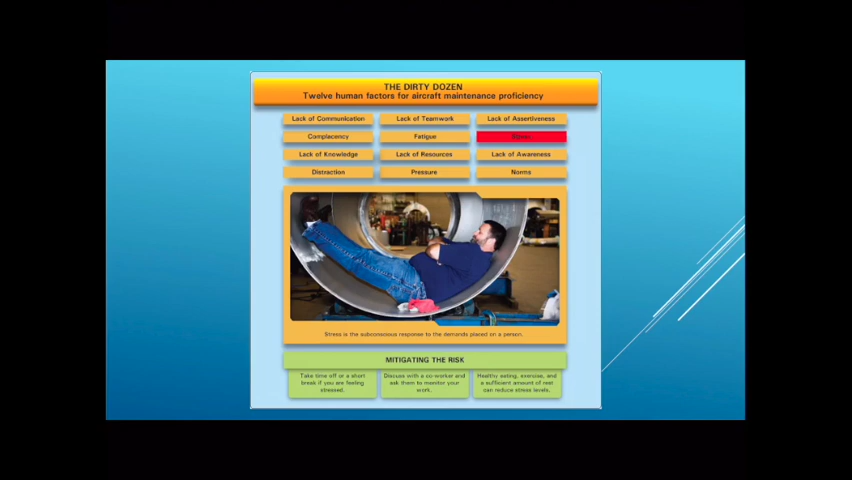 THE DIRTY DOZEN
Twelve human factors for aircraft maintenance proficiency
Lack of Communication
Lack of Teamwork
Lack of Assertiveness
Complacency
Fatigue
Lack of Knowledge
Lack of Resources
Lack of Awareness
Distraction
Pressure
Norms
Stress is the subconscious response to the demands placed on a person.
MITIGATING THE RISK
Take time off or a short
break if you are feeling
stressed.
Discuss with a co-worker and
ask them to monitor your
work.
Healthy eating, exercise, and
a sufficient amount of rest
can reduce stress levels.